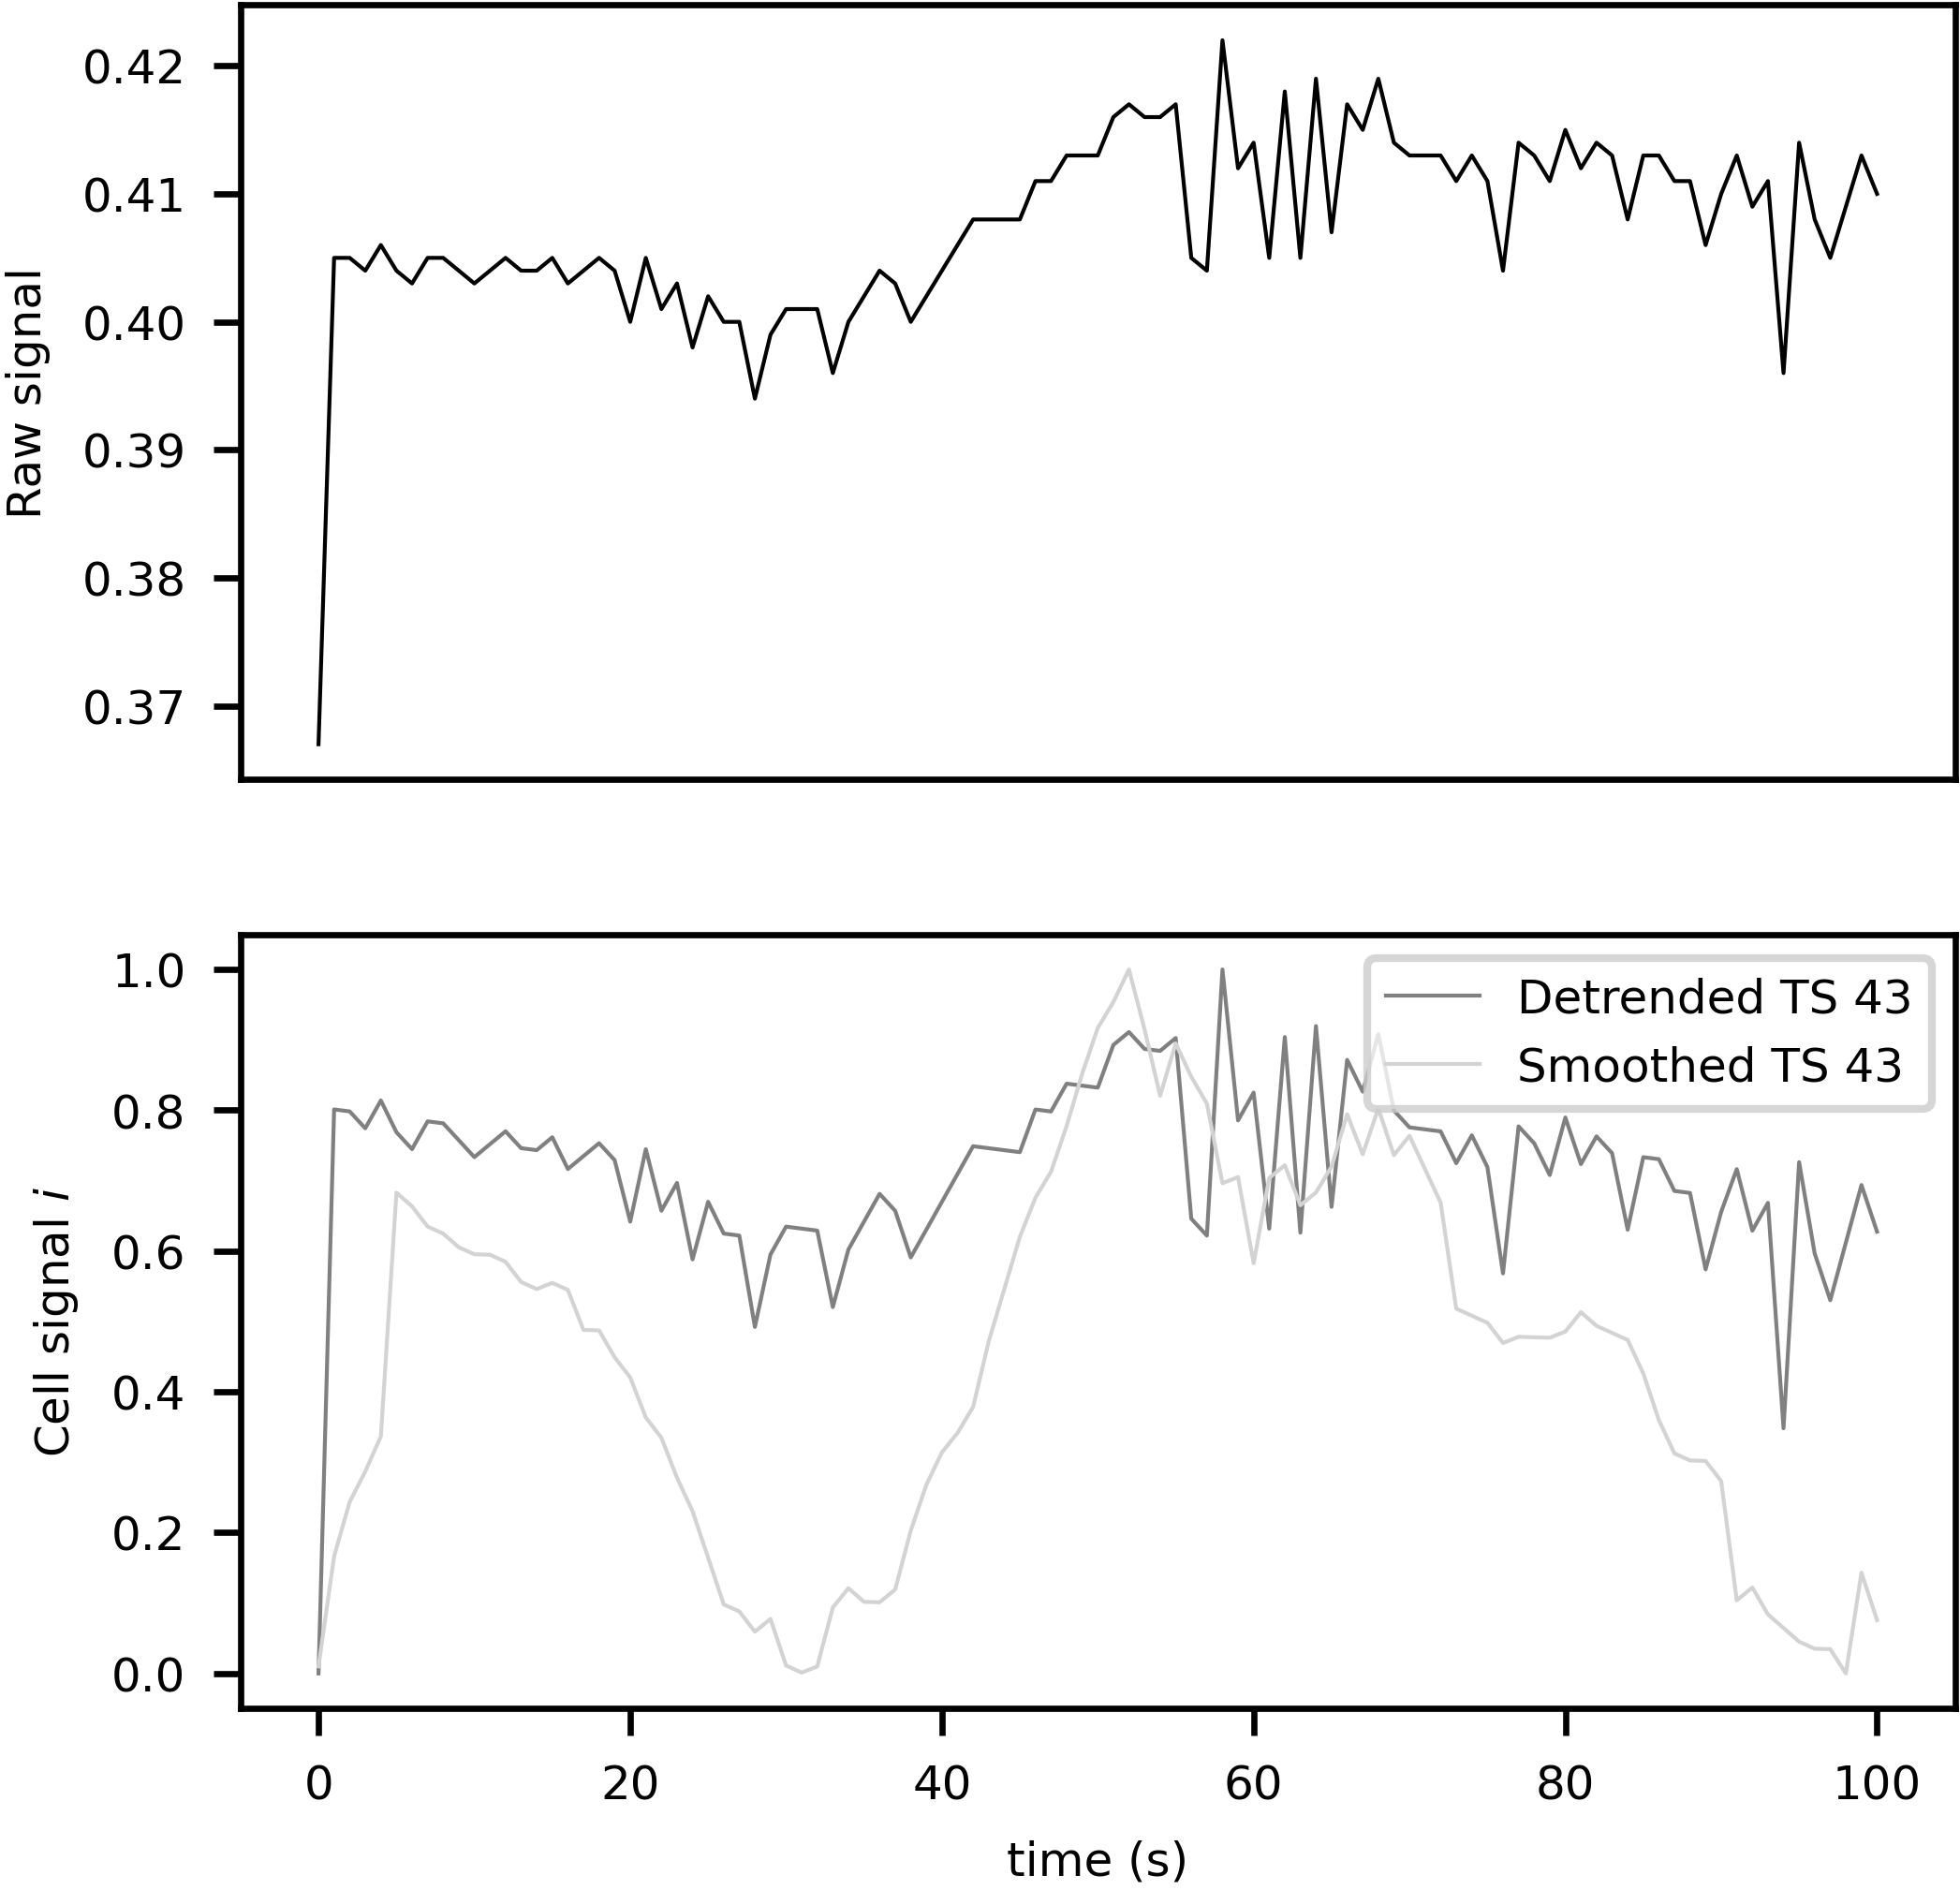 Raw signal
0.42
0.41
0.40
0.39
0.38
0.37
Cell signal i
1.0
0.8
0.6
0.4
0.2
0.0
Detrended TS 43
Smoothed TS 43
0 20 40 60 80 100
time (s)